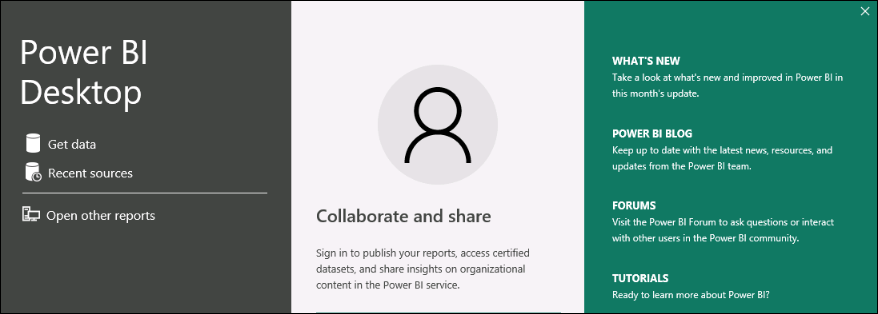 Power BI
Desktop
Get data
Recent sources
Open other reports
Collaborate and share
Sign in to publish your reports, access certified
datasets, and share insights on organizational
content in the Power BI service.
WHAT'S NEW
Take a look at what's new and improved in Power BI in
this month's update.
POWER BI BLOG
Keep up to date with the latest news, resources, and
updates from the Power BI team.
FORUMS
Visit the Power BI Forum to ask questions or interact
with other users in the Power BI community.
TUTORIALS
Ready to learn more about Power BI?